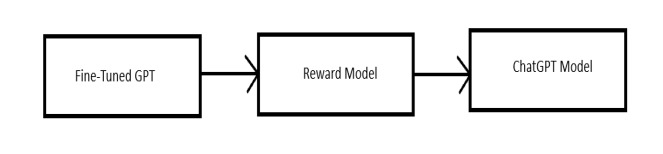 Fine-Tuned GPT
Reward Model
ChatGPT Model